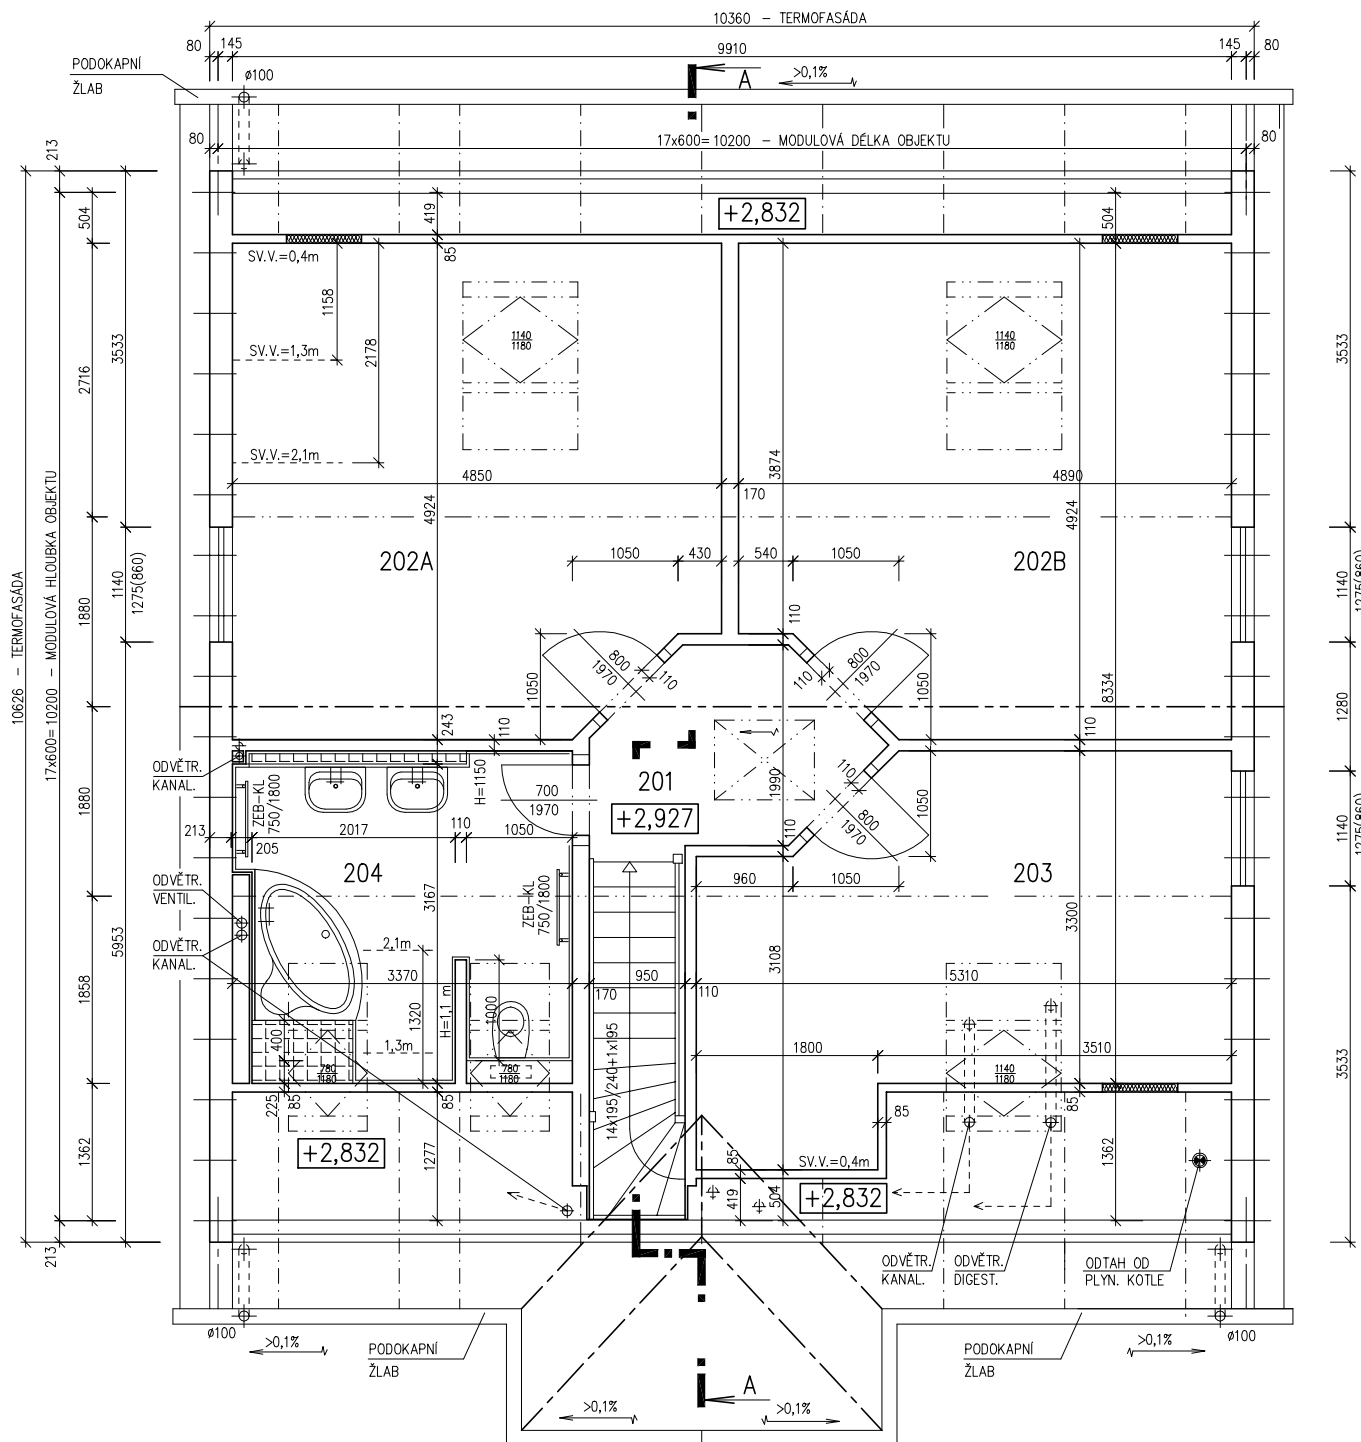 10360 – TERMOFASÁDA
80
145
9910
145
80
PODOKAPNÍ
ŽLAB
ø100
A
>0,1%
80
17x600=10200 – MODULOVÁ DÉLKA OBJEKTU
80
213
504
419
+2,832
504
85
SV.V.=0,4m
1158
2178
1140
1180
1140
1180
3533
3533
2716
SV.V.=1,3m
SV.V.=2,1m
4850
3874
170
4890
4924
4924
10626 – TERMOFASÁDA
17x600=10200 – MODULOVÁ HLOUBKA OBJEKTU
1140
1275(860)
1140
1275(860)
202A
1050
430
540
1050
202B
1880
110
800
1970
110
1050
800
1970
110
1050
8334
1280
243
110
110
ODVĚTR.
KANAL.
ZEB-KL
750/1800
H=1150
700
1970
201
+2,927
1990
110
800
1970
1050
110
1880
1140
1275(860)
213
2017
110
1050
205
204
960
1050
203
ODVĚTR.
VENTIL.
3167
ZEB-KL
750/1800
3300
ODVĚTR.
KANAL.
2,1m
3108
5953
3370
950
5310
170
110
1858
1320
H=1,1 m
1000
400
1,3m
1800
3510
780
1180
780
1180
1140
1180
14x195/240+1x195
3533
225
85
85
85
85
1362
+2,832
1277
SV.V.=0,4m
85
419
504
+2,832
1362
213
ODVĚTR.
KANAL.
ODVĚTR.
DIGEST.
ODTAH OD
PLYN. KOTLE
ø100
>0,1%
PODOKAPNÍ
ŽLAB
PODOKAPNÍ
ŽLAB
>0,1%
ø100
A
>0,1%
>0,1%